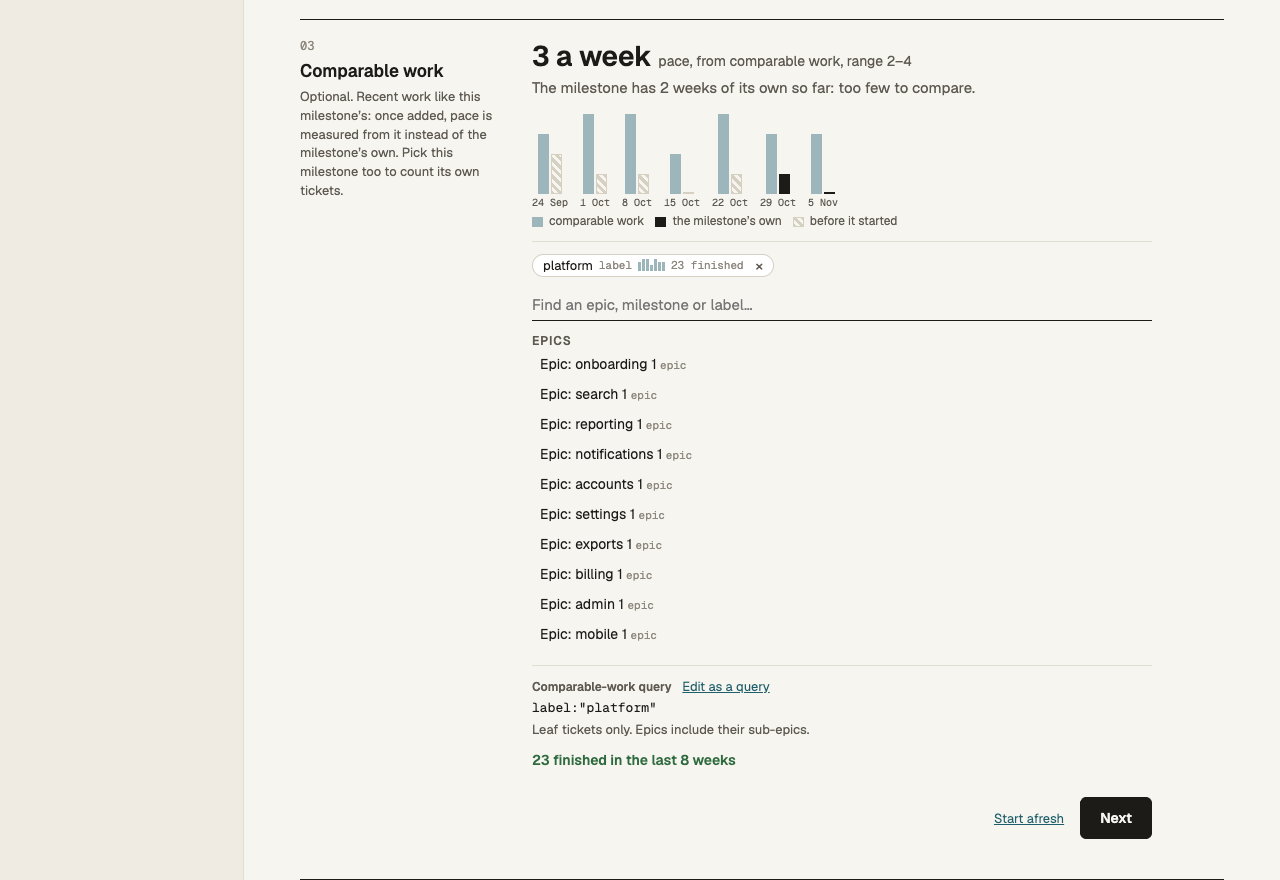 03
Comparable work
Optional. Recent work like this
milestone's: once added, pace is
measured from it instead of the
milestone's own. Pick this
milestone too to count its own
tickets.
3 a week pace, from comparable work, range 2–4
The milestone has 2 weeks of its own so far: too few to compare.
24 Sep 1 Oct 8 Oct 15 Oct 22 Oct 29 Oct 5 Nov
comparable work the milestone's own before it started
platform label 23 finished ×
Find an epic, milestone or label…
EPICS
Epic: onboarding 1 epic
Epic: search 1 epic
Epic: reporting 1 epic
Epic: notifications 1 epic
Epic: accounts 1 epic
Epic: settings 1 epic
Epic: exports 1 epic
Epic: billing 1 epic
Epic: admin 1 epic
Epic: mobile 1 epic
Comparable-work query Edit as a query
label:"platform"
Leaf tickets only. Epics include their sub-epics.
23 finished in the last 8 weeks
Start afresh Next